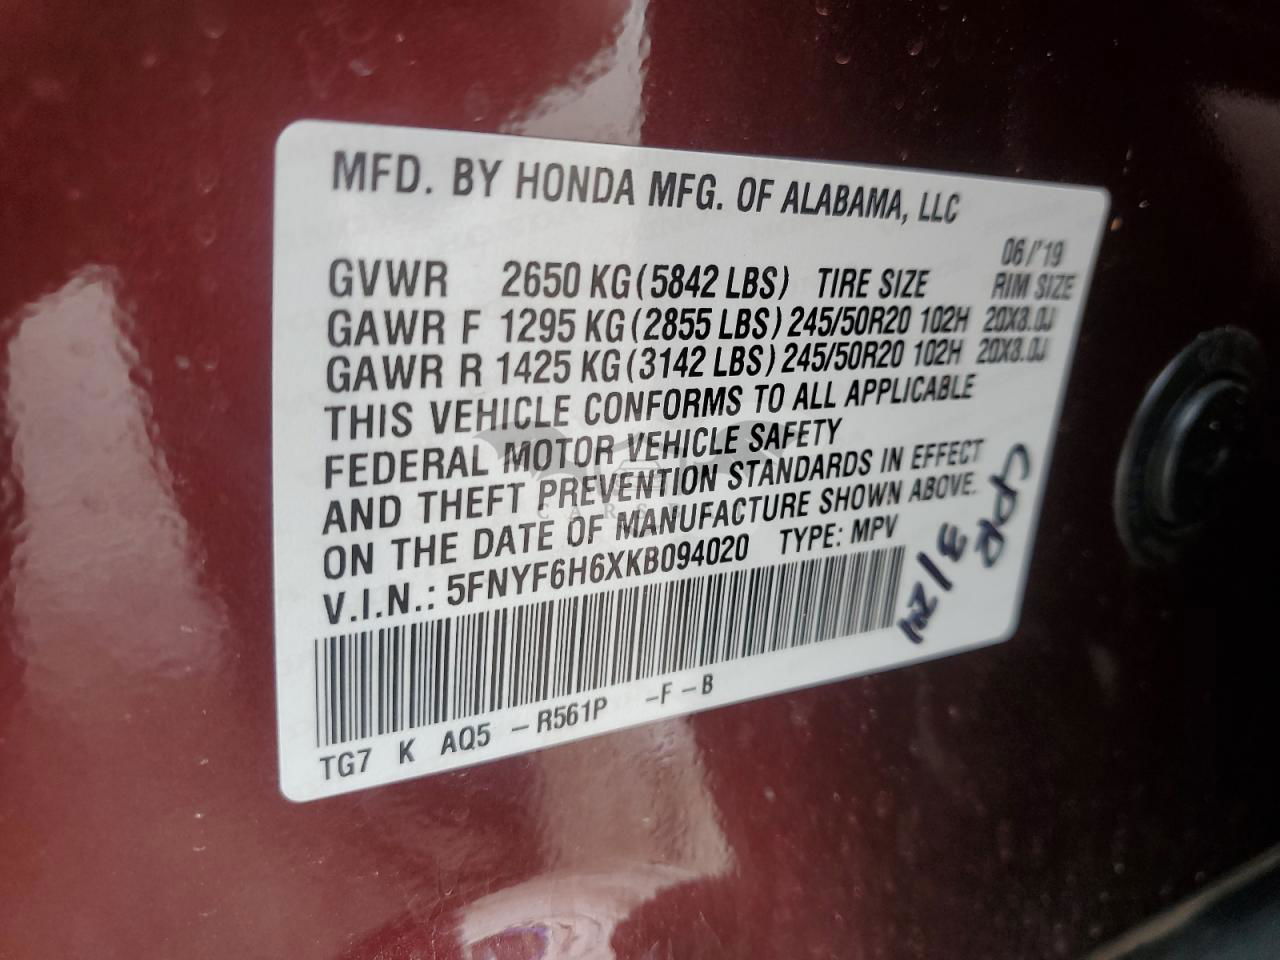 MFD. BY HONDA MFG. OF ALABAMA, LLC
06/'19
GVWR 2650 KG (5842 LBS) TIRE SIZE RIM SIZE
GAWR F 1295 KG (2855 LBS) 245/50R20 102H 20X8.0J
GAWR R 1425 KG (3142 LBS) 245/50R20 102H 20X8.0J
THIS VEHICLE CONFORMS TO ALL APPLICABLE
FEDERAL MOTOR VEHICLE SAFETY
AND THEFT PREVENTION STANDARDS IN EFFECT
ON THE DATE OF MANUFACTURE SHOWN ABOVE.
V.I.N.: 5FNYF6H6XKB094020 TYPE: MPV
TG7 K AQ5 -R561P -F-B
CPR
3/24